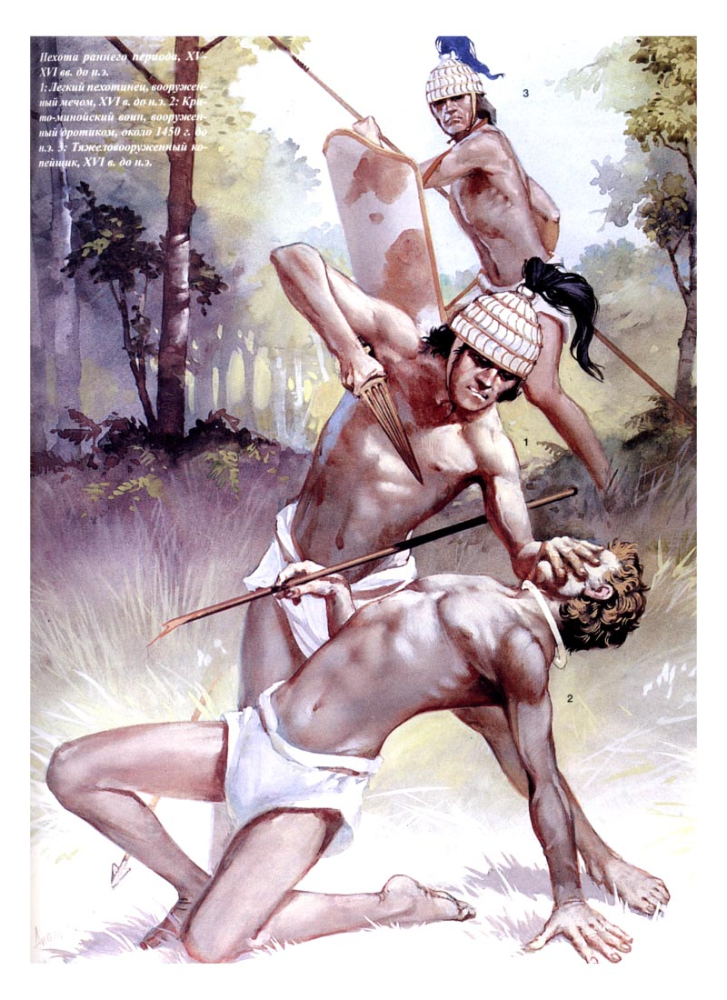 Пехота раннего периода, XV-
XVI вв. до н.э.
1: Легкий пехотинец, вооружен-
ный мечом, XVI в. до н.э. 2: Кри-
то-минойский воин, вооружен-
ный дротиком, около 1450 г. до
н.э. 3: Тяжеловооруженный ко-
пейщик, XVI в. до н.э.
3
1
2